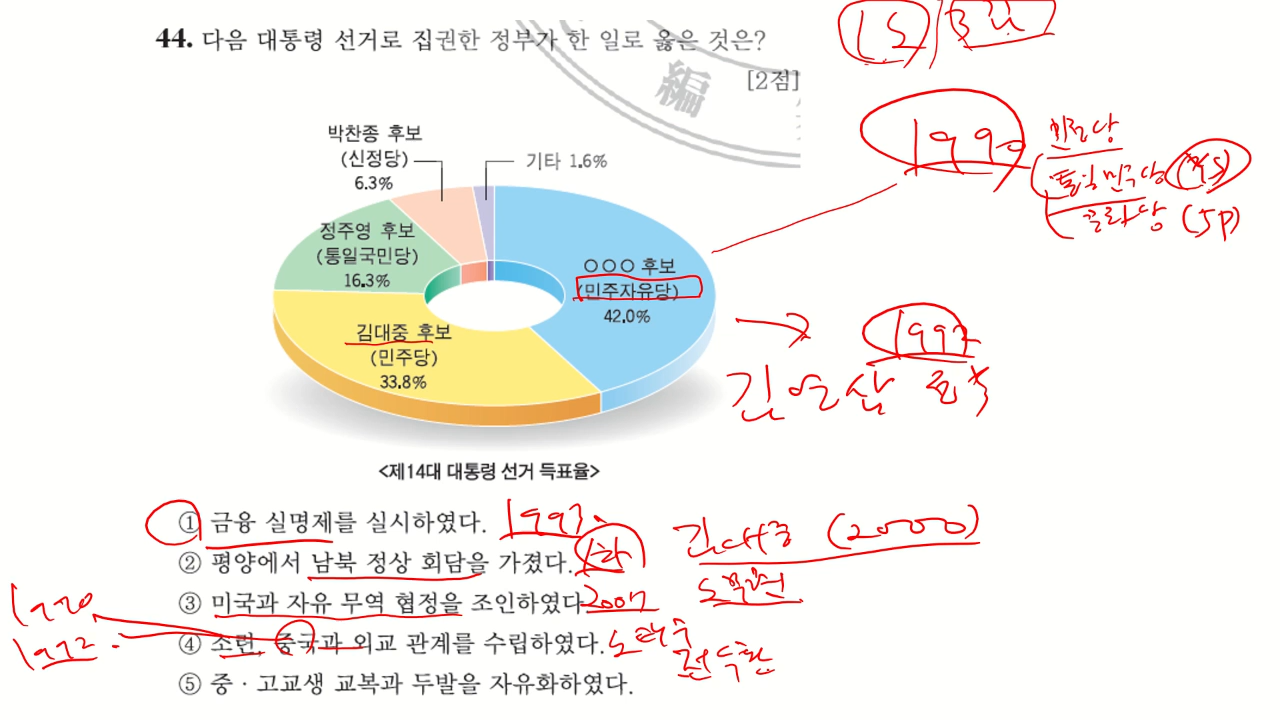 44. 다음 대통령 선거로 집권한 정부가 한 일로 옳은 것은?
[2점]
編
박찬종 후보
(신정당)
6.3%
기타 1.6%
정주영 후보
(통일국민당)
16.3%
○○○ 후보
(민주자유당)
42.0%
김대중 후보
(민주당)
33.8%
1990
민정당
통일민주당 (YS)
공화당 (JP)
1992
김영삼
<제14대 대통령 선거 득표율>
① 금융 실명제를 실시하였다. 1993.
② 평양에서 남북 정상 회담을 가졌다. 1차 김대중 (2000)
③ 미국과 자유 무역 협정을 조인하였다 2007 노무현
④ 소련, 중국과 외교 관계를 수립하였다. 노태우
1990
1992.
전두환
⑤ 중 · 고교생 교복과 두발을 자유화하였다.